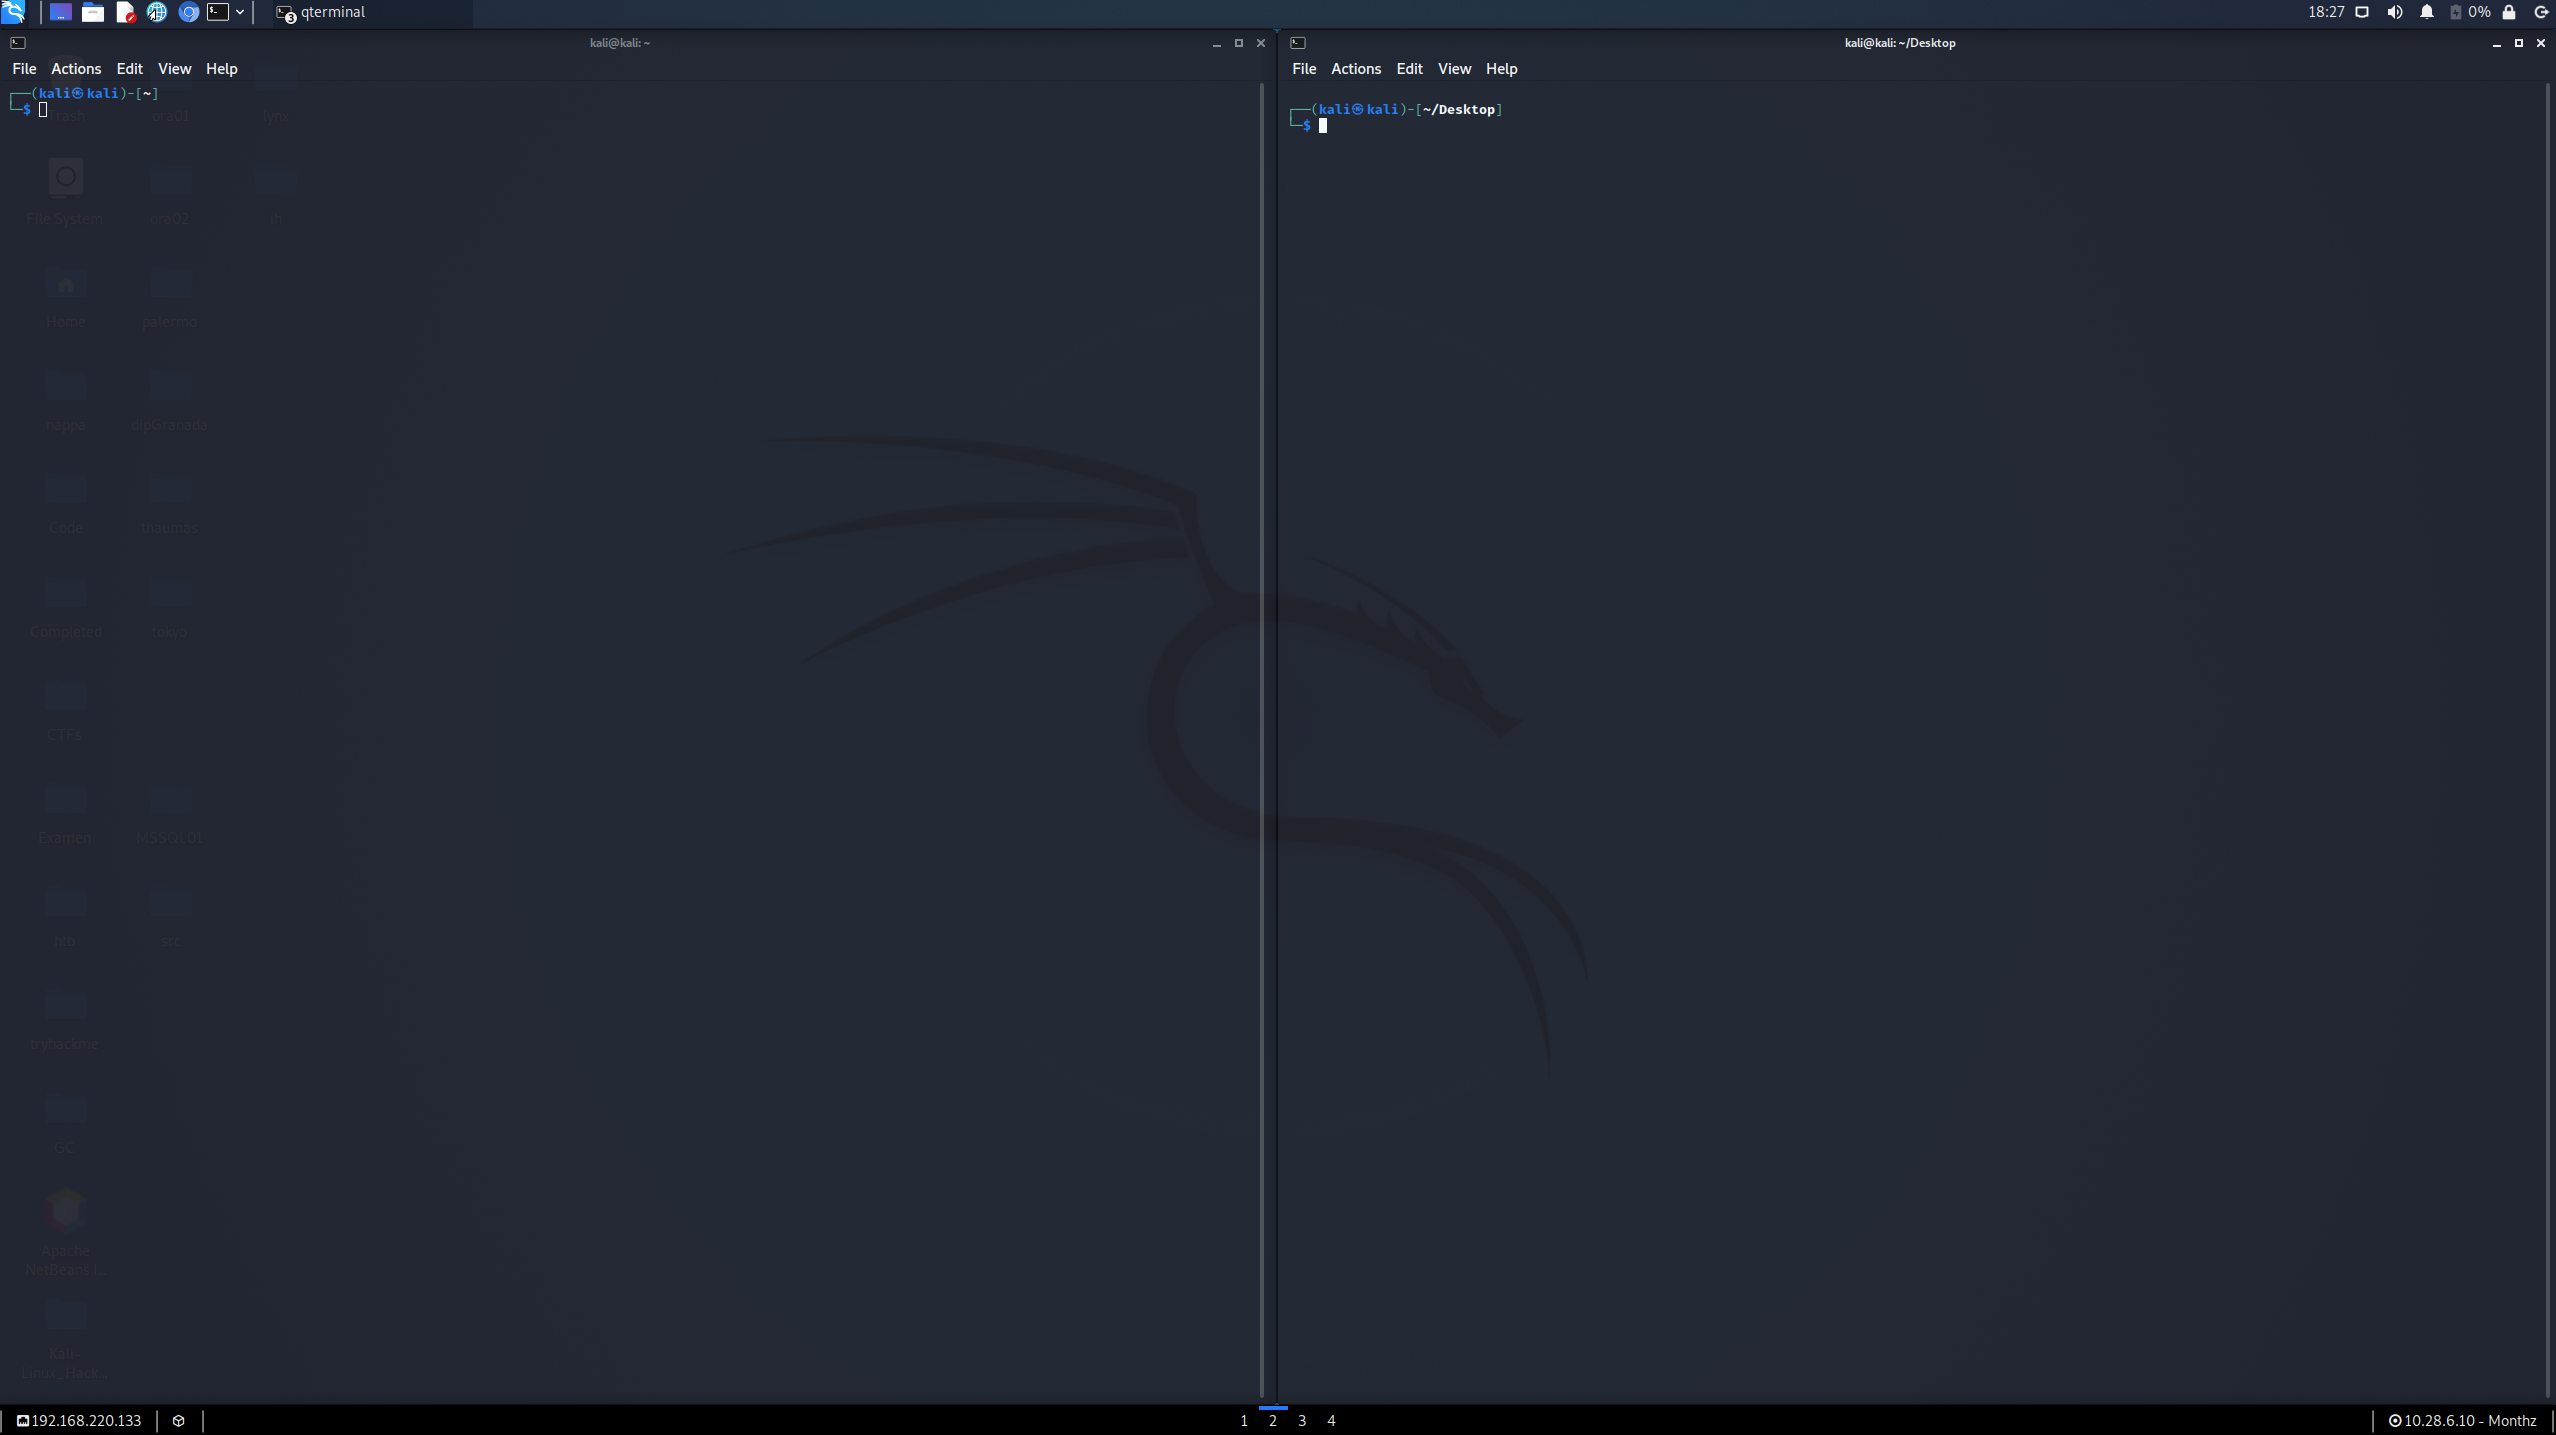 qterminal
18:27
0%
kali@kali: ~
File Actions Edit View Help
┌──(kali㉿kali)-[~]
└─$
kali@kali: ~/Desktop
File Actions Edit View Help
┌──(kali㉿kali)-[~/Desktop]
└─$
Trash ora01 lynx
File System ora02 ih
Home palermo
nappa dipGranada
Code thaumas
Completed tokyo
CTFs
Examen MSSQL01
htb src
tryhackme
GC
Apache
NetBeans I...
Kali-
Linux_Hack...
192.168.220.133
1 2 3 4
10.28.6.10 - Monthz